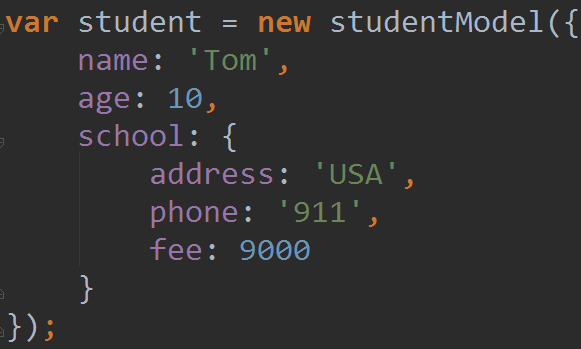 var student = new studentModel({
    name: 'Tom',
    age: 10,
    school: {
        address: 'USA',
        phone: '911',
        fee: 9000
    }
});